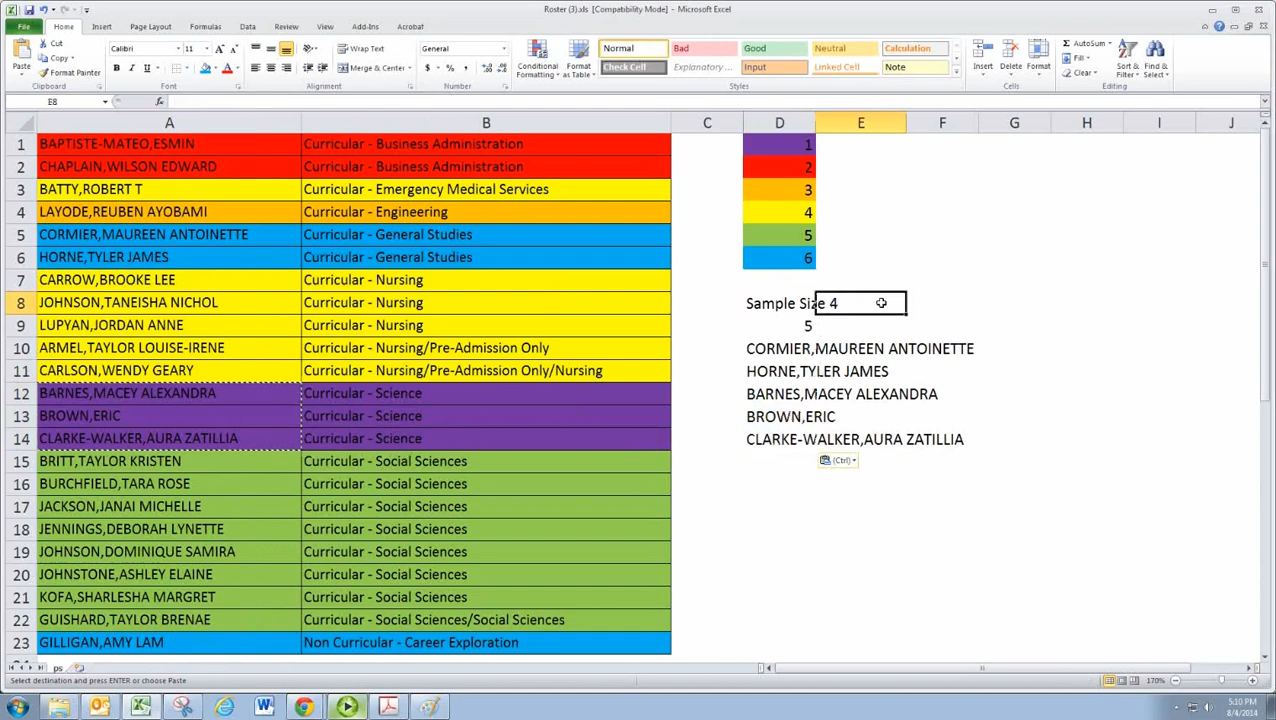 Roster (3).xls [Compatibility Mode] - Microsoft Excel
File Home Insert Page Layout Formulas Data Review View Add-Ins Acrobat
Cut
Copy
Format Painter
Paste
Clipboard
Calibri 11
B I U
Font
Wrap Text
Merge & Center
Alignment
General
$ % ,
Number
Conditional Formatting
Format as Table
Normal Bad Good Neutral Calculation
Check Cell Explanatory ... Input Linked Cell Note
Styles
Insert Delete Format
Cells
AutoSum
Fill
Clear
Sort & Filter
Find & Select
Editing
E8 fx
A B C D E F G H I J
1 BAPTISTE-MATEO,ESMIN Curricular - Business Administration 1
2 CHAPLAIN,WILSON EDWARD Curricular - Business Administration 2
3 BATTY,ROBERT T Curricular - Emergency Medical Services 3
4 LAYODE,REUBEN AYOBAMI Curricular - Engineering 4
5 CORMIER,MAUREEN ANTOINETTE Curricular - General Studies 5
6 HORNE,TYLER JAMES Curricular - General Studies 6
7 CARROW,BROOKE LEE Curricular - Nursing
8 JOHNSON,TANEISHA NICHOL Curricular - Nursing Sample Size 4
9 LUPYAN,JORDAN ANNE Curricular - Nursing 5
10 ARMEL,TAYLOR LOUISE-IRENE Curricular - Nursing/Pre-Admission Only CORMIER,MAUREEN ANTOINETTE
11 CARLSON,WENDY GEARY Curricular - Nursing/Pre-Admission Only/Nursing HORNE,TYLER JAMES
12 BARNES,MACEY ALEXANDRA Curricular - Science BARNES,MACEY ALEXANDRA
13 BROWN,ERIC Curricular - Science BROWN,ERIC
14 CLARKE-WALKER,AURA ZATILLIA Curricular - Science CLARKE-WALKER,AURA ZATILLIA
15 BRITT,TAYLOR KRISTEN Curricular - Social Sciences (Ctrl)
16 BURCHFIELD,TARA ROSE Curricular - Social Sciences
17 JACKSON,JANAI MICHELLE Curricular - Social Sciences
18 JENNINGS,DEBORAH LYNETTE Curricular - Social Sciences
19 JOHNSON,DOMINIQUE SAMIRA Curricular - Social Sciences
20 JOHNSTONE,ASHLEY ELAINE Curricular - Social Sciences
21 KOFA,SHARLESHA MARGRET Curricular - Social Sciences
22 GUISHARD,TAYLOR BRENAE Curricular - Social Sciences/Social Sciences
23 GILLIGAN,AMY LAM Non Curricular - Career Exploration
ps
Select destination and press ENTER or choose Paste 170%
5:10 PM
8/4/2014